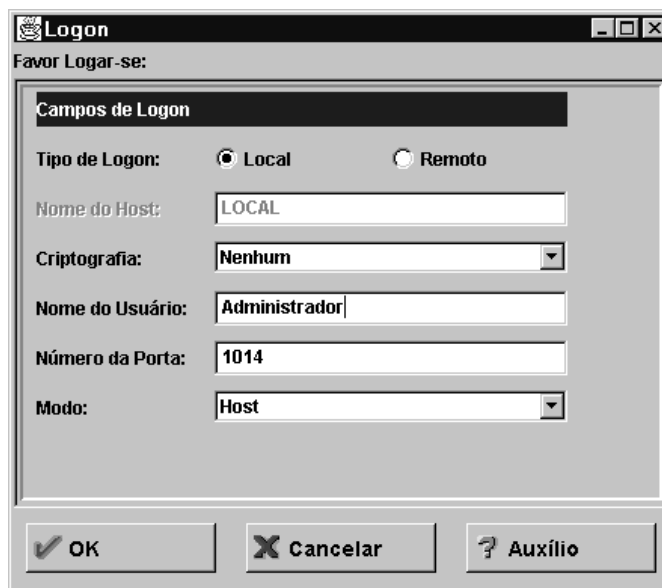 Logon
Favor Logar-se:
Campos de Logon
Tipo de Logon: Local Remoto
Nome do Host: LOCAL
Criptografia: Nenhum
Nome do Usuário: Administrador
Número da Porta: 1014
Modo: Host
OK Cancelar Auxílio